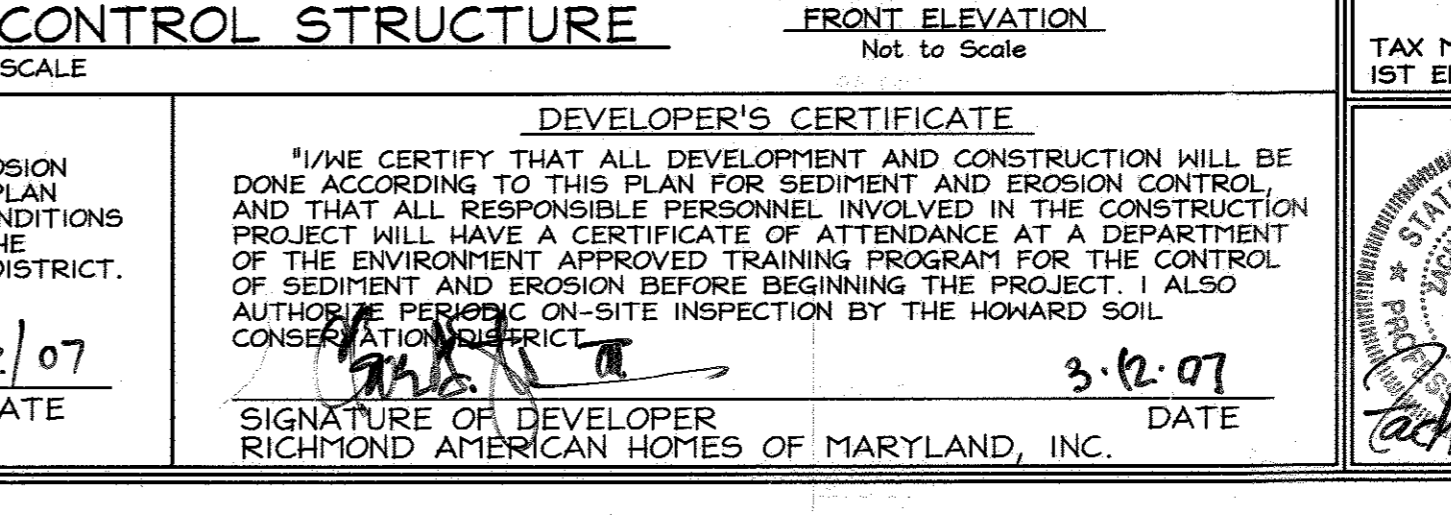 CONTROL STRUCTURE
SCALE
FRONT ELEVATION
Not to Scale
TAX
1ST
OSION
PLAN
NDITIONS
HE
DISTRICT.
/07
ATE
DEVELOPER'S CERTIFICATE
"I/WE CERTIFY THAT ALL DEVELOPMENT AND CONSTRUCTION WILL BE
DONE ACCORDING TO THIS PLAN FOR SEDIMENT AND EROSION CONTROL,
AND THAT ALL RESPONSIBLE PERSONNEL INVOLVED IN THE CONSTRUCTION
PROJECT WILL HAVE A CERTIFICATE OF ATTENDANCE AT A DEPARTMENT
OF THE ENVIRONMENT APPROVED TRAINING PROGRAM FOR THE CONTROL
OF SEDIMENT AND EROSION BEFORE BEGINNING THE PROJECT. I ALSO
AUTHORIZE PERIODIC ON-SITE INSPECTION BY THE HOWARD SOIL
CONSERVATION DISTRICT
3·12·07
SIGNATURE OF DEVELOPER
DATE
RICHMOND AMERICAN HOMES OF MARYLAND, INC.